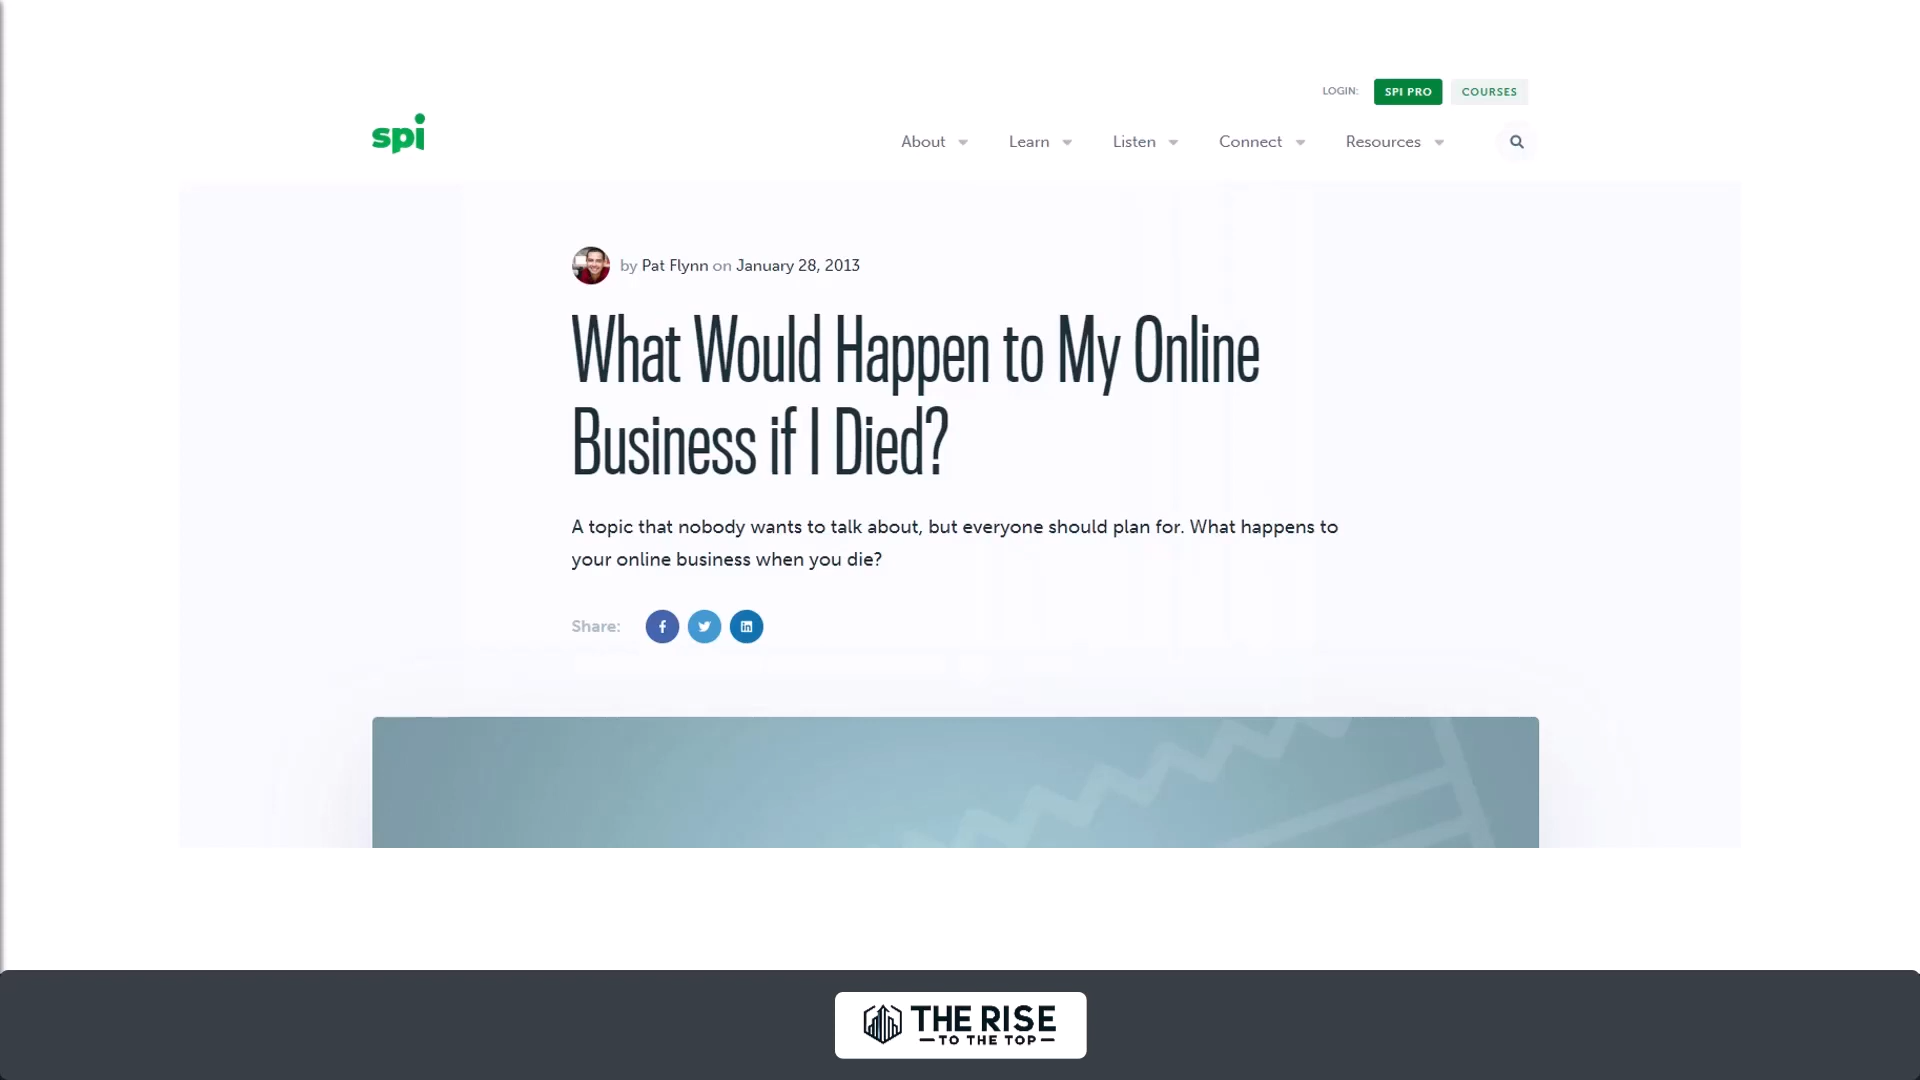 LOGIN: SPI PRO COURSES
spi
About Learn Listen Connect Resources
by Pat Flynn on January 28, 2013
What Would Happen to My Online
Business if I Died?
A topic that nobody wants to talk about, but everyone should plan for. What happens to
your online business when you die?
Share:
THE RISE
TO THE TOP